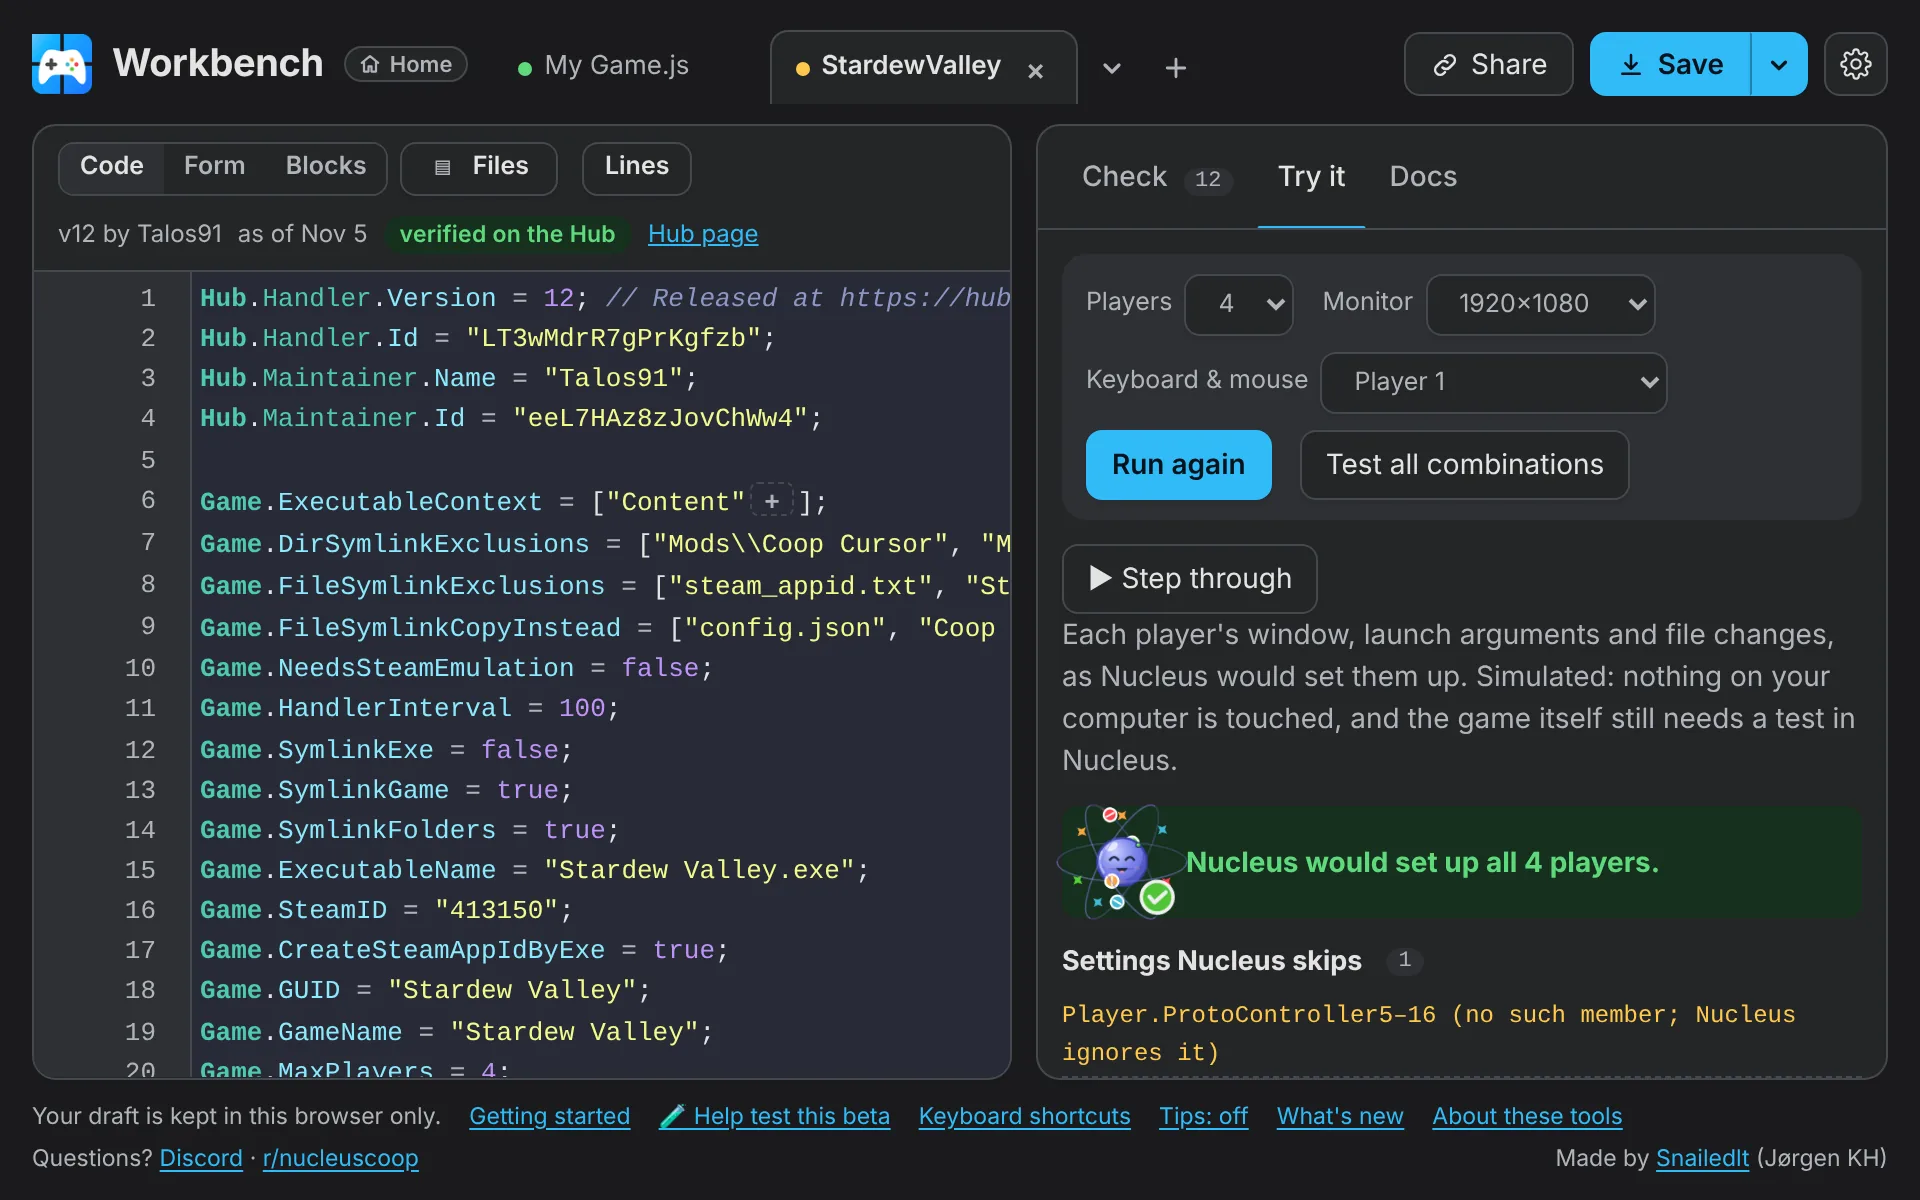 Workbench
Home
My Game.js
StardewValley ×
+
Share
Save
Code Form Blocks
Files
Lines
v12 by Talos91 as of Nov 5 verified on the Hub Hub page
1 Hub.Handler.Version = 12; // Released at https://hub
2 Hub.Handler.Id = "LT3wMdrR7gPrKgfzb";
3 Hub.Maintainer.Name = "Talos91";
4 Hub.Maintainer.Id = "eeL7HAz8zJovChWw4";
5
6 Game.ExecutableContext = ["Content" + ];
7 Game.DirSymlinkExclusions = ["Mods\\Coop Cursor", "M
8 Game.FileSymlinkExclusions = ["steam_appid.txt", "St
9 Game.FileSymlinkCopyInstead = ["config.json", "Coop
10 Game.NeedsSteamEmulation = false;
11 Game.HandlerInterval = 100;
12 Game.SymlinkExe = false;
13 Game.SymlinkGame = true;
14 Game.SymlinkFolders = true;
15 Game.ExecutableName = "Stardew Valley.exe";
16 Game.SteamID = "413150";
17 Game.CreateSteamAppIdByExe = true;
18 Game.GUID = "Stardew Valley";
19 Game.GameName = "Stardew Valley";
20 Game.MaxPlayers = 4;
Check 12 Try it Docs
Players 4 Monitor 1920×1080
Keyboard & mouse Player 1
Run again Test all combinations
▶ Step through
Each player's window, launch arguments and file changes,
as Nucleus would set them up. Simulated: nothing on your
computer is touched, and the game itself still needs a test in
Nucleus.
Nucleus would set up all 4 players.
Settings Nucleus skips 1
Player.ProtoController5–16 (no such member; Nucleus
ignores it)
Your draft is kept in this browser only. Getting started 🧪 Help test this beta Keyboard shortcuts Tips: off What's new About these tools
Questions? Discord · r/nucleuscoop
Made by SnailedIt (Jørgen KH)